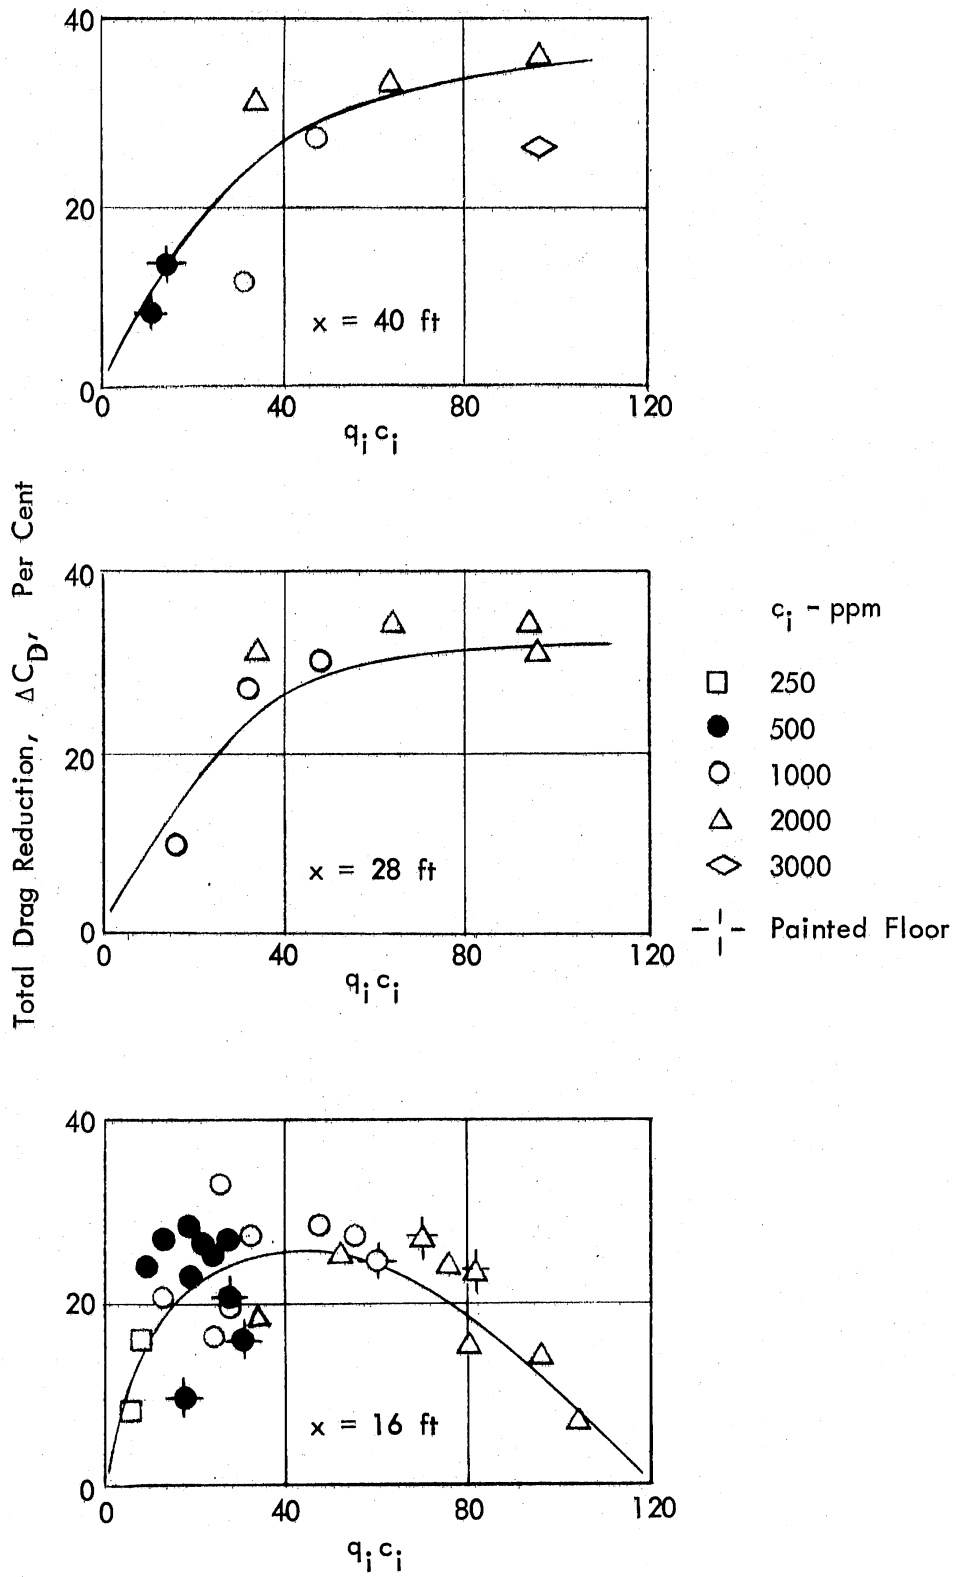 Total Drag Reduction, ΔC_D, Per Cent
40
20
0
x = 40 ft
0 40 80 120
q_i c_i
40
20
0
x = 28 ft
0 40 80 120
q_i c_i
40
20
0
x = 16 ft
0 40 80 120
q_i c_i
c_i - ppm
250
500
1000
2000
3000
Painted Floor